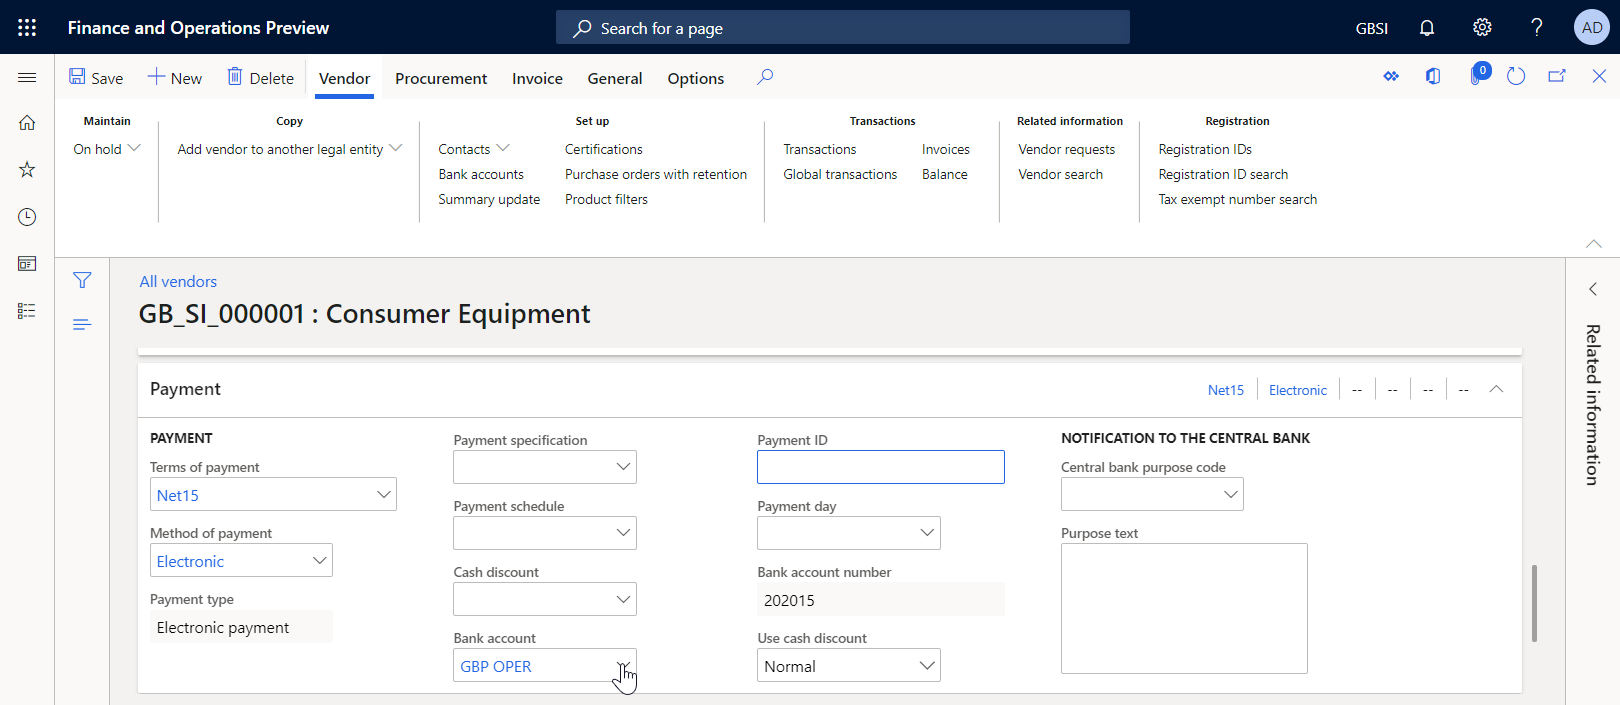 Finance and Operations Preview
Search for a page
GBSI
?
AD
Save
New
Delete
Vendor
Procurement
Invoice
General
Options
0
Maintain
On hold
Copy
Add vendor to another legal entity
Set up
Contacts
Bank accounts
Summary update
Certifications
Purchase orders with retention
Product filters
Transactions
Transactions
Global transactions
Invoices
Balance
Related information
Vendor requests
Vendor search
Registration
Registration IDs
Registration ID search
Tax exempt number search
All vendors
GB_SI_000001 : Consumer Equipment
Payment
Net15
Electronic
--
--
--
--
PAYMENT
Terms of payment
Net15
Method of payment
Electronic
Payment type
Electronic payment
Payment specification
Payment schedule
Cash discount
Bank account
GBP OPER
Payment ID
Payment day
Bank account number
202015
Use cash discount
Normal
NOTIFICATION TO THE CENTRAL BANK
Central bank purpose code
Purpose text
Related information